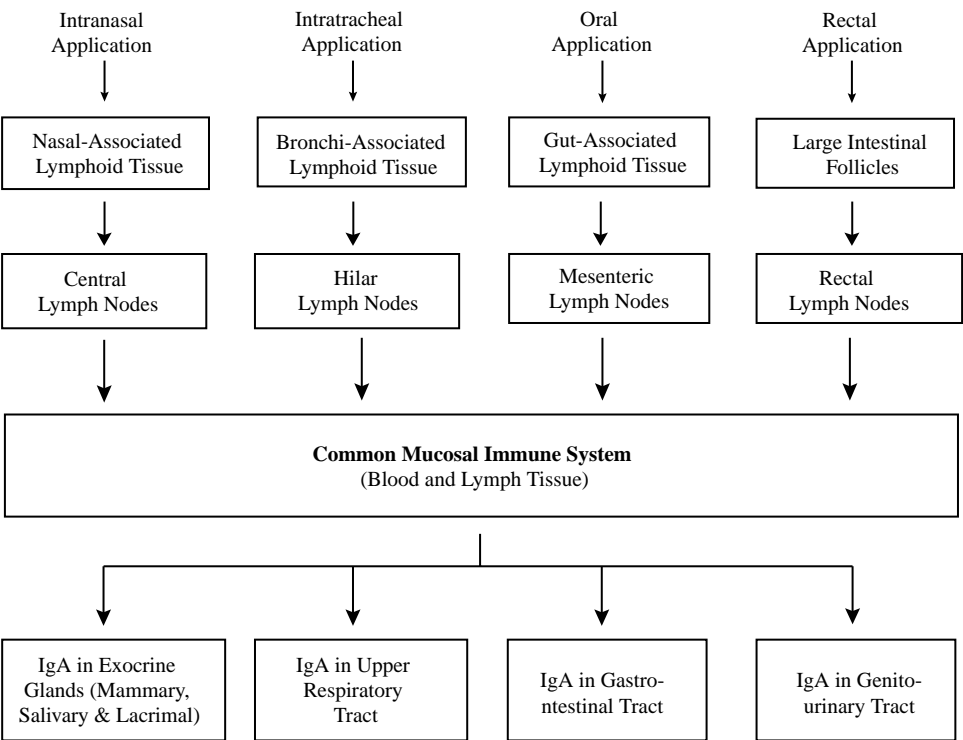 Intranasal
Application
Intratracheal
Application
Oral
Application
Rectal
Application
Nasal-Associated
Lymphoid Tissue
Bronchi-Associated
Lymphoid Tissue
Gut-Associated
Lymphoid Tissue
Large Intestinal
Follicles
Central
Lymph Nodes
Hilar
Lymph Nodes
Mesenteric
Lymph Nodes
Rectal
Lymph Nodes
Common Mucosal Immune System
(Blood and Lymph Tissue)
IgA in Exocrine
Glands (Mammary,
Salivary & Lacrimal)
IgA in Upper
Respiratory
Tract
IgA in Gastro-
ntestinal Tract
IgA in Genito-
urinary Tract